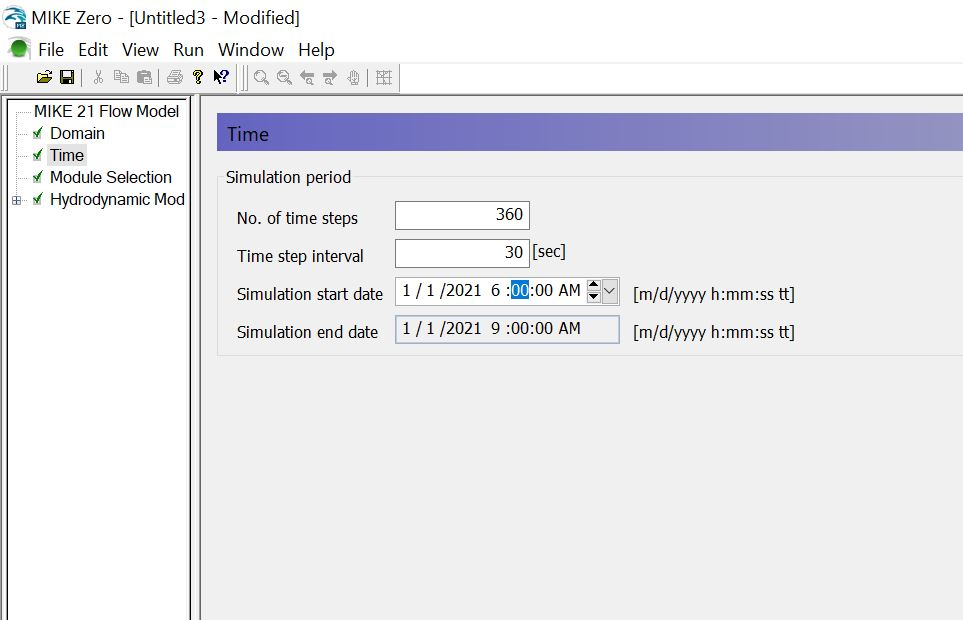 MIKE Zero - [Untitled3 - Modified]
File Edit View Run Window Help
MIKE 21 Flow Model
Domain
Time
Module Selection
Hydrodynamic Mod
Time
Simulation period
No. of time steps 360
Time step interval 30 [sec]
Simulation start date 1 / 1 /2021 6 :00:00 AM [m/d/yyyy h:mm:ss tt]
Simulation end date 1 / 1 /2021 9 :00:00 AM [m/d/yyyy h:mm:ss tt]